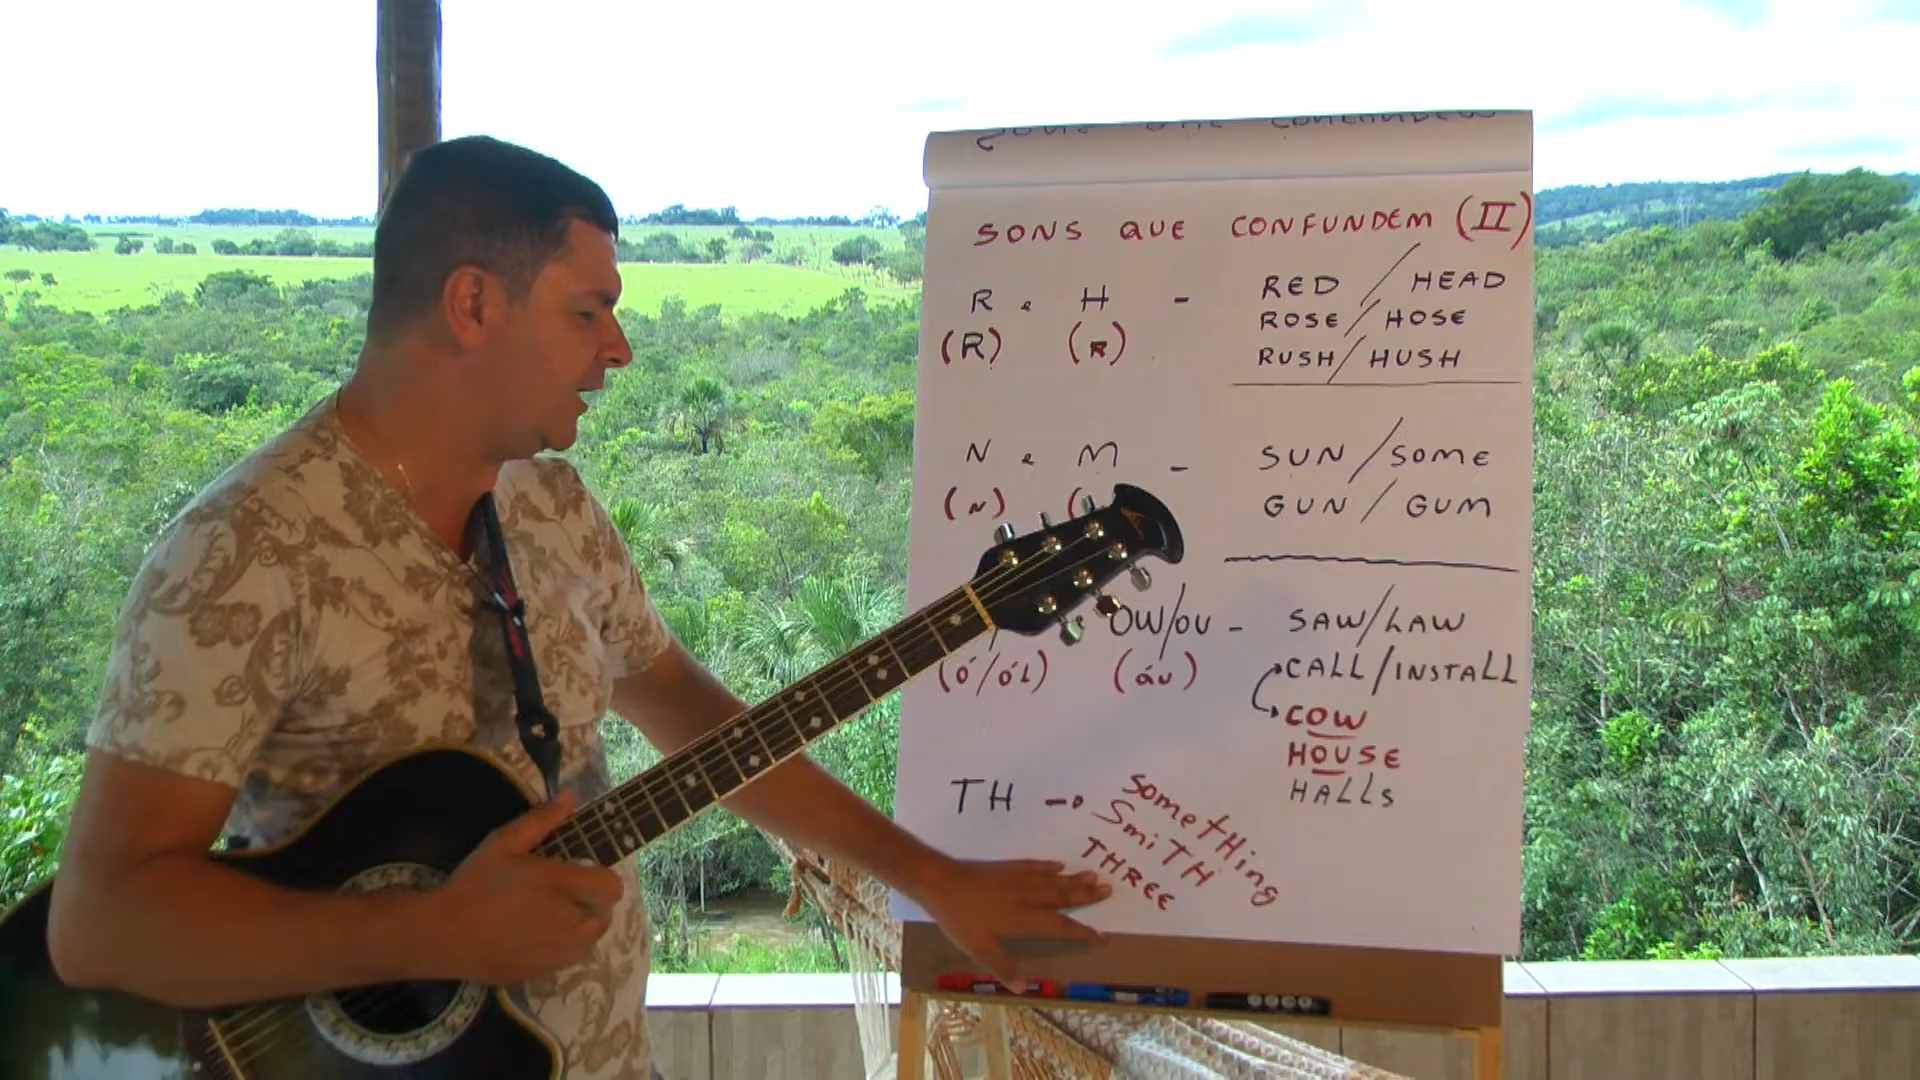 SONS QUE CONFUNDEM (II)
R e H - RED / HEAD
(R) (R) ROSE / HOSE
RUSH / HUSH
N e M - SUN / SOME
(N) GUN / GUM
OW/OU - SAW / LAW
(ó/ól) (áu) CALL / INSTALL
COW
HOUSE
HALLS
TH → SOMETHING
SMITH
THREE